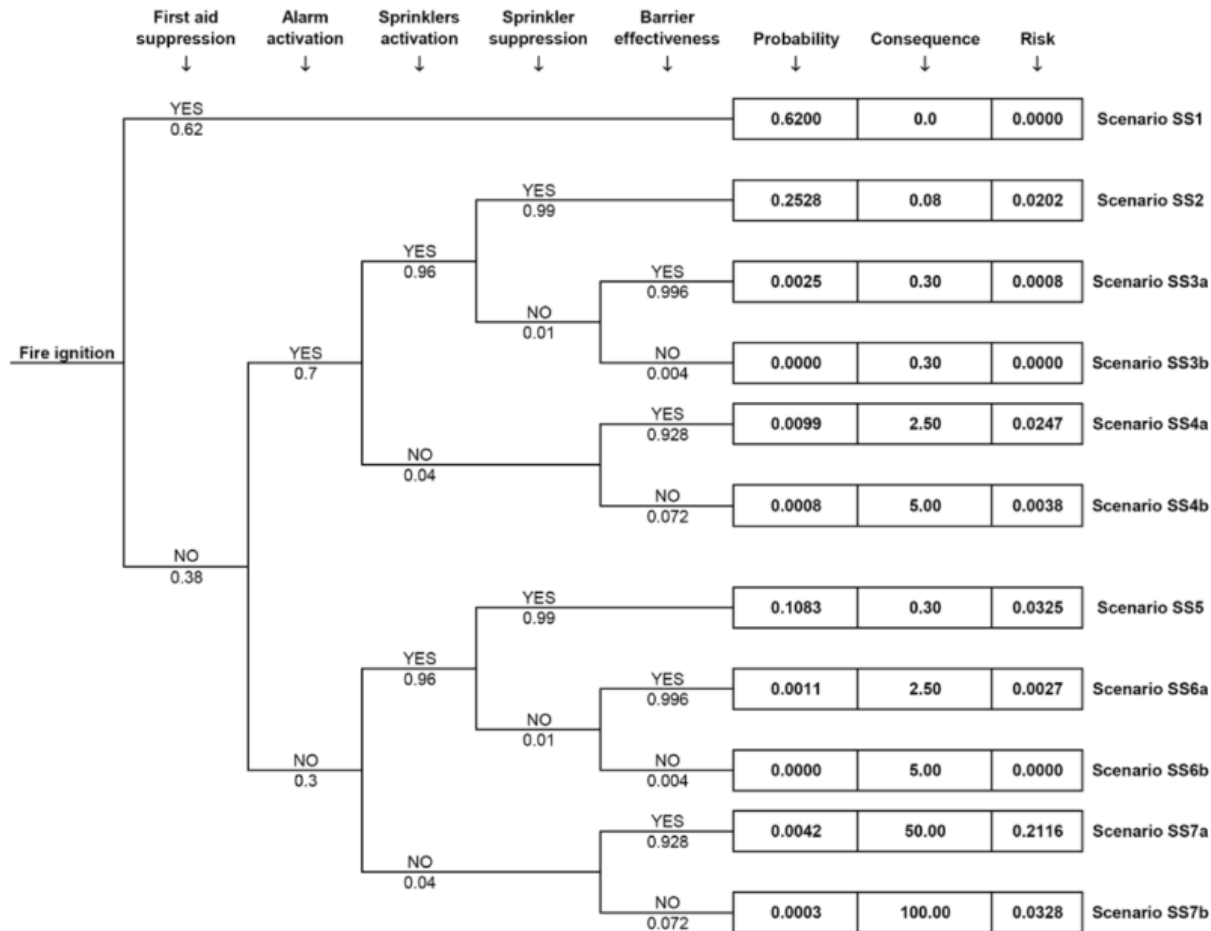 First aid suppression
Alarm activation
Sprinklers activation
Sprinkler suppression
Barrier effectiveness
Probability
Consequence
Risk
↓ ↓ ↓ ↓ ↓ ↓ ↓ ↓
YES
0.62
0.6200 0.0 0.0000 Scenario SS1
YES
0.99
0.2528 0.08 0.0202 Scenario SS2
YES
0.96
YES
0.996
0.0025 0.30 0.0008 Scenario SS3a
NO
0.01
Fire ignition
YES
0.7
NO
0.004
0.0000 0.30 0.0000 Scenario SS3b
YES
0.928
0.0099 2.50 0.0247 Scenario SS4a
NO
0.04
NO
0.072
0.0008 5.00 0.0038 Scenario SS4b
NO
0.38
YES
0.99
0.1083 0.30 0.0325 Scenario SS5
YES
0.96
YES
0.996
0.0011 2.50 0.0027 Scenario SS6a
NO
0.01
NO
0.3
NO
0.004
0.0000 5.00 0.0000 Scenario SS6b
YES
0.928
0.0042 50.00 0.2116 Scenario SS7a
NO
0.04
NO
0.072
0.0003 100.00 0.0328 Scenario SS7b